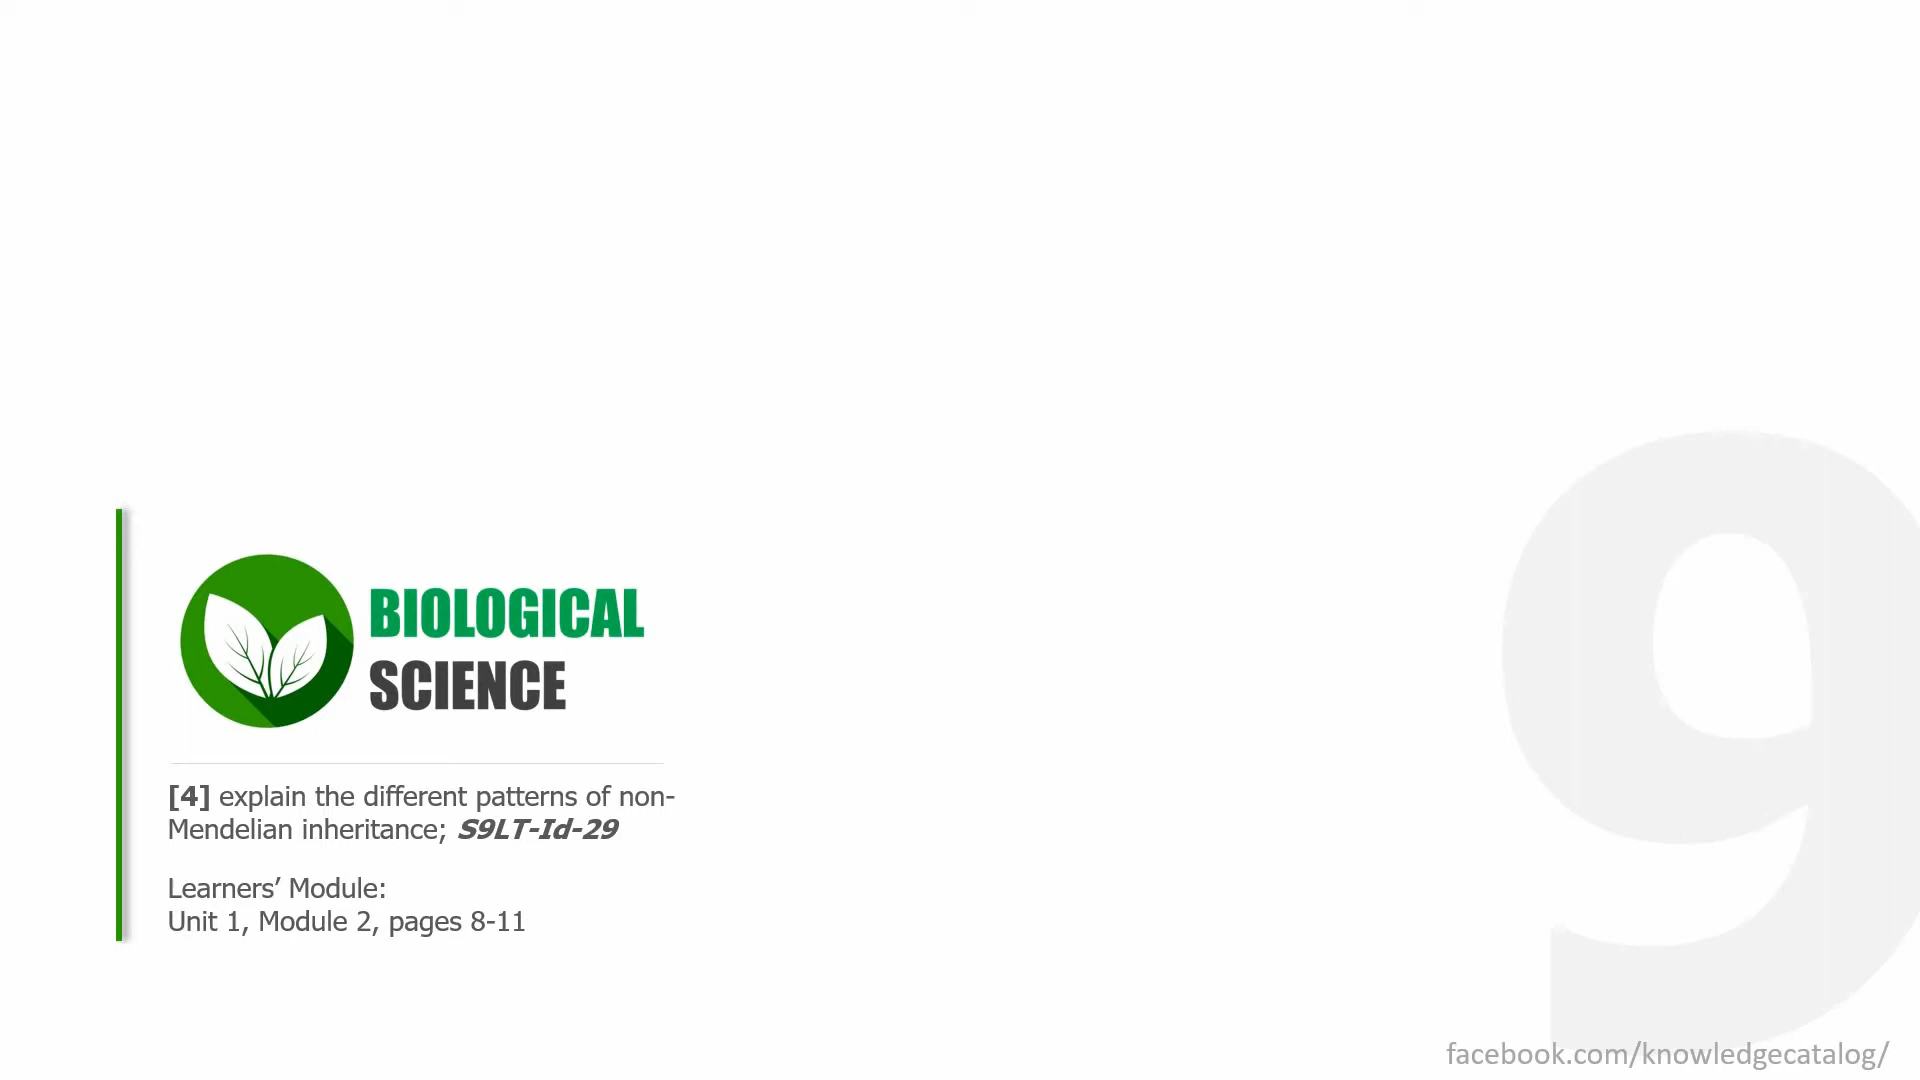 BIOLOGICAL
SCIENCE
[4] explain the different patterns of non-
Mendelian inheritance; S9LT-Id-29
Learners’ Module:
Unit 1, Module 2, pages 8-11
9
facebook.com/knowledgecatalog/